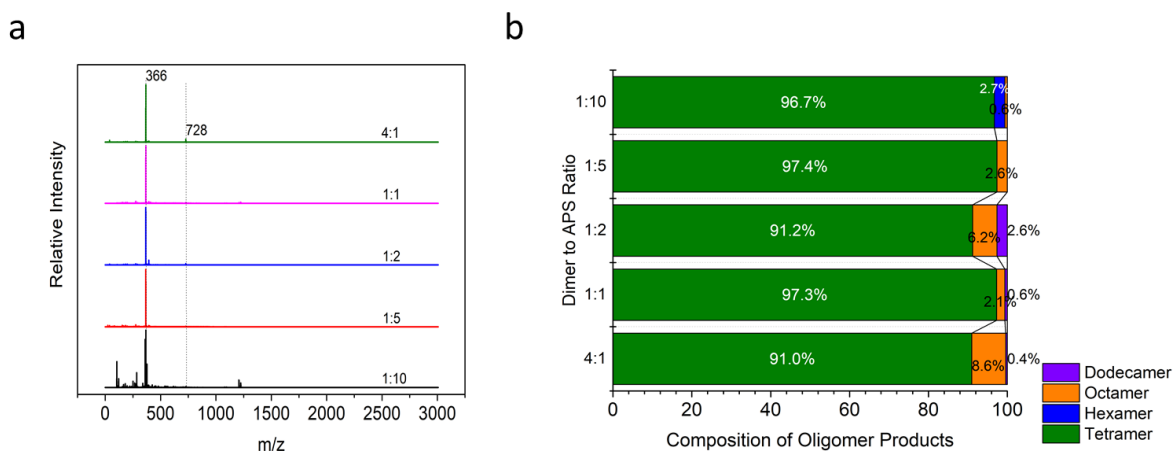 a
366
728
4:1
1:1
1:2
1:5
1:10
Relative Intensity
0 500 1000 1500 2000 2500 3000
m/z
b
1:10
96.7%
2.7%
0.6%
1:5
97.4%
2.6%
1:2
91.2%
6.2%
2.6%
1:1
97.3%
2.1%
0.6%
4:1
91.0%
8.6%
0.4%
Dimer to APS Ratio
0 20 40 60 80 100
Composition of Oligomer Products
Dodecamer
Octamer
Hexamer
Tetramer